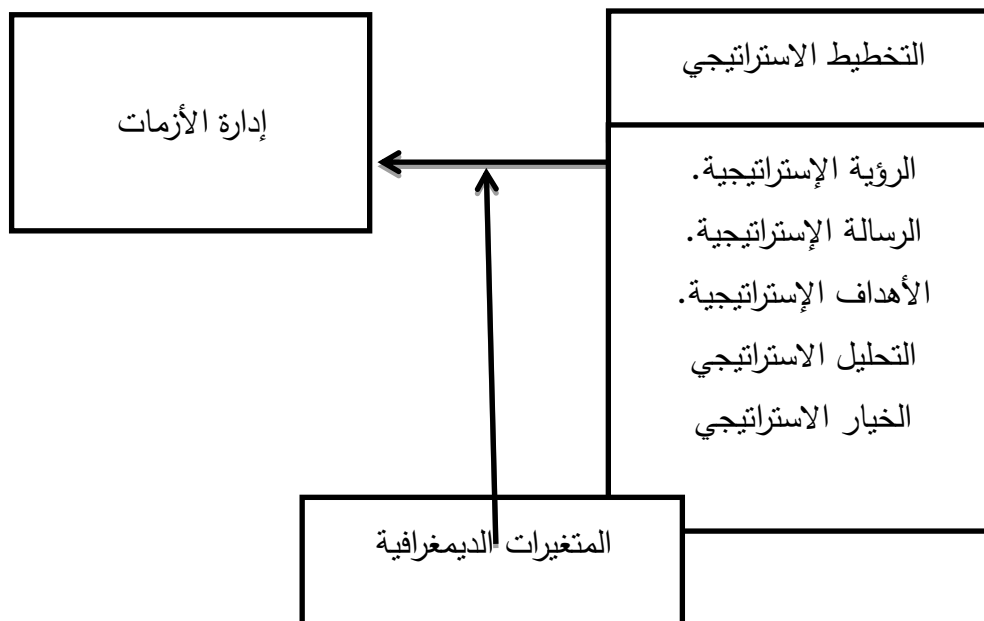 التخطيط الاستراتيجي
الرؤية الإستراتيجية.
الرسالة الإستراتيجية.
الأهداف الإستراتيجية.
التحليل الاستراتيجي
الخيار الاستراتيجي
إدارة الأزمات
المتغيرات الديمغرافية